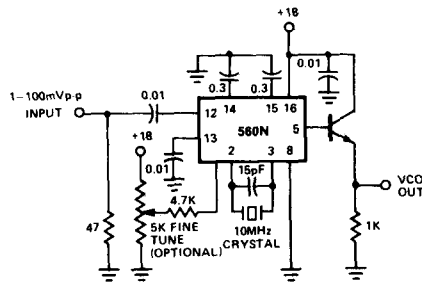 +18
+18
0.01
0.3
0.3
0.01
1–100mVp-p
INPUT
14
15
16
12
13
560N
5
2
3
8
+18
0.01
15pF
4.7K
VCO
OUT
47
5K FINE
TUNE
(OPTIONAL)
10MHz
CRYSTAL
1K